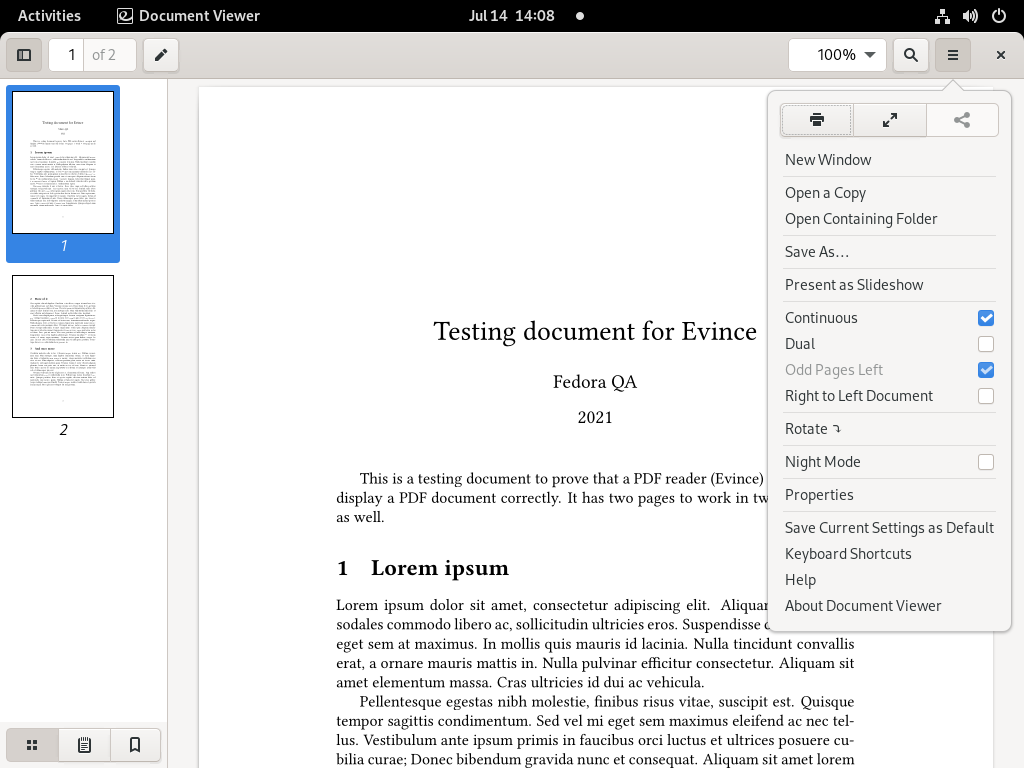 Activities
Document Viewer
Jul 14 14:08
1
of 2
100%
1
2
Testing document for Evince
Fedora QA
2021
This is a testing document to prove that a PDF reader (Evince)
display a PDF document correctly. It has two pages to work in
as well.
1 Lorem ipsum
Lorem ipsum dolor sit amet, consectetur adipiscing elit.
sodales commodo libero ac, sollicitudin ultricies eros. Suspendisse
eget sem at maximus. In mollis quis mauris id lacinia. Nulla tincidunt convallis
erat, a ornare mauris mattis in. Nulla pulvinar efficitur consectetur. Aliquam sit
amet elementum massa. Cras ultricies id dui ac vehicula.
Pellentesque egestas nibh molestie, finibus risus vitae, suscipit est. Quisque
tempor sagittis condimentum. Sed vel mi eget sem maximus eleifend ac nec tel-
lus. Vestibulum ante ipsum primis in faucibus orci luctus et ultrices posuere cu-
bilia curae; Donec bibendum gravida nunc et consequat. Aliquam sit amet lorem
New Window
Open a Copy
Open Containing Folder
Save As…
Present as Slideshow
Continuous
Dual
Odd Pages Left
Right to Left Document
Rotate ⤵
Night Mode
Properties
Save Current Settings as Default
Keyboard Shortcuts
Help
About Document Viewer